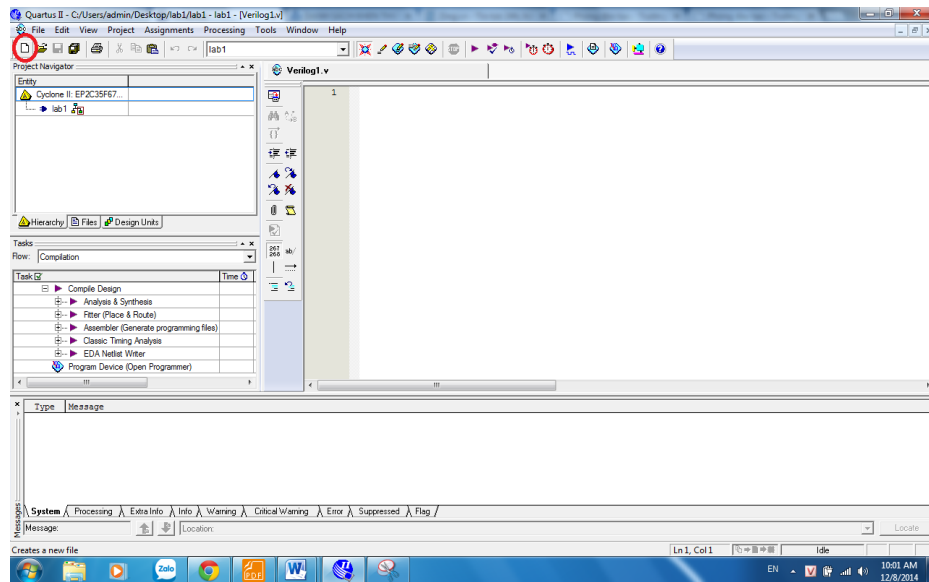 Quartus II - C:/Users/admin/Desktop/lab1/lab1 - lab1 - [Verilog1.v]
File Edit View Project Assignments Processing Tools Window Help
lab1
Project Navigator
Verilog1.v
Entity
Cyclone II: EP2C35F67...
lab1
1
Hierarchy Files Design Units
267
268
ab/
Tasks
Flow: Compilation
Task Time
Compile Design
Analysis & Synthesis
Fitter (Place & Route)
Assembler (Generate programming files)
Classic Timing Analysis
EDA Netlist Writer
Program Device (Open Programmer)
Type Message
System Processing Extra Info Info Warning Critical Warning Error Suppressed Flag
Messages
Message: Location: Locate
Creates a new file Ln 1, Col 1 Idle
Zalo PDF W EN V 10:01 AM
12/8/2014